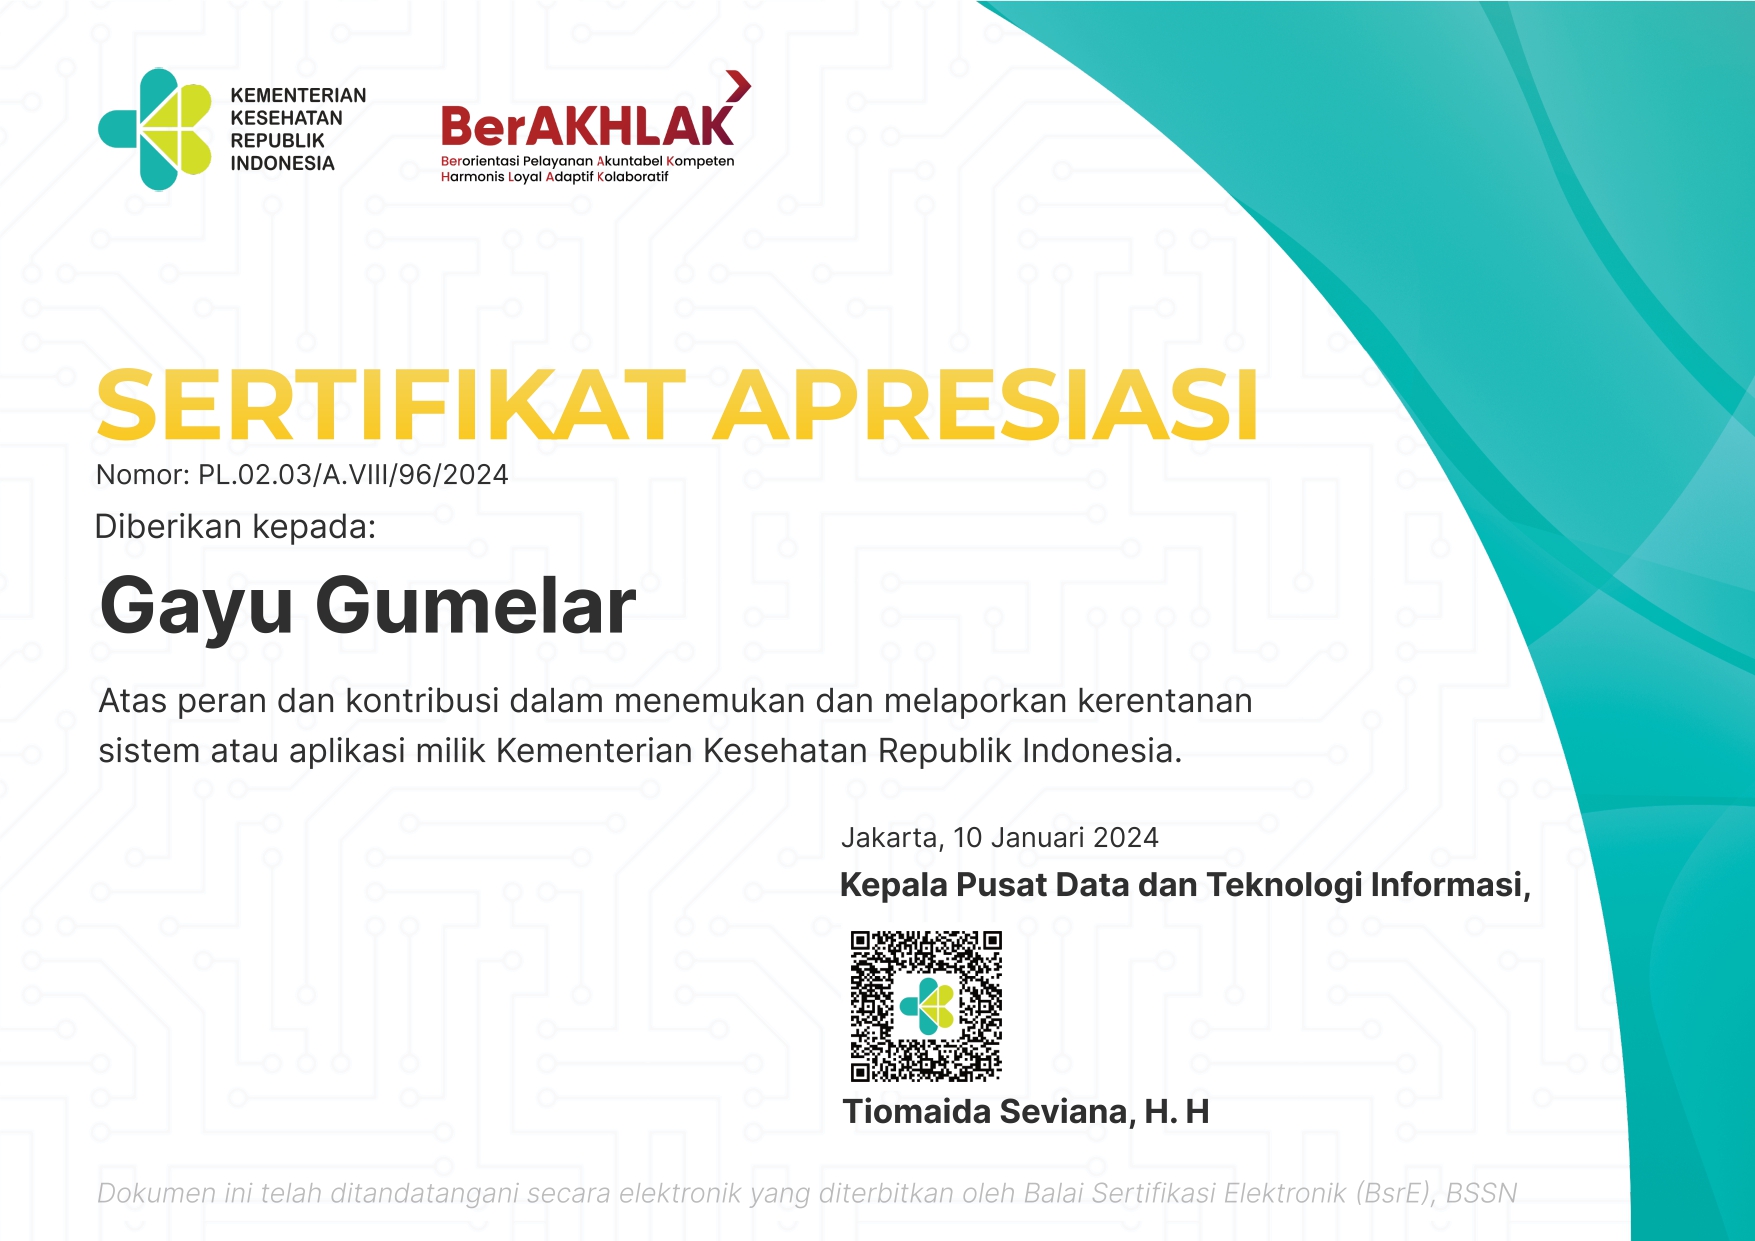 KEMENTERIAN
KESEHATAN
REPUBLIK
INDONESIA
BerAKHLAK
Berorientasi Pelayanan Akuntabel Kompeten
Harmonis Loyal Adaptif Kolaboratif
SERTIFIKAT APRESIASI
Nomor: PL.02.03/A.VIII/96/2024
Diberikan kepada:
Gayu Gumelar
Atas peran dan kontribusi dalam menemukan dan melaporkan kerentanan
sistem atau aplikasi milik Kementerian Kesehatan Republik Indonesia.
Jakarta, 10 Januari 2024
Kepala Pusat Data dan Teknologi Informasi,
Tiomaida Seviana, H. H
Dokumen ini telah ditandatangani secara elektronik yang diterbitkan oleh Balai Sertifikasi Elektronik (BsrE), BSSN